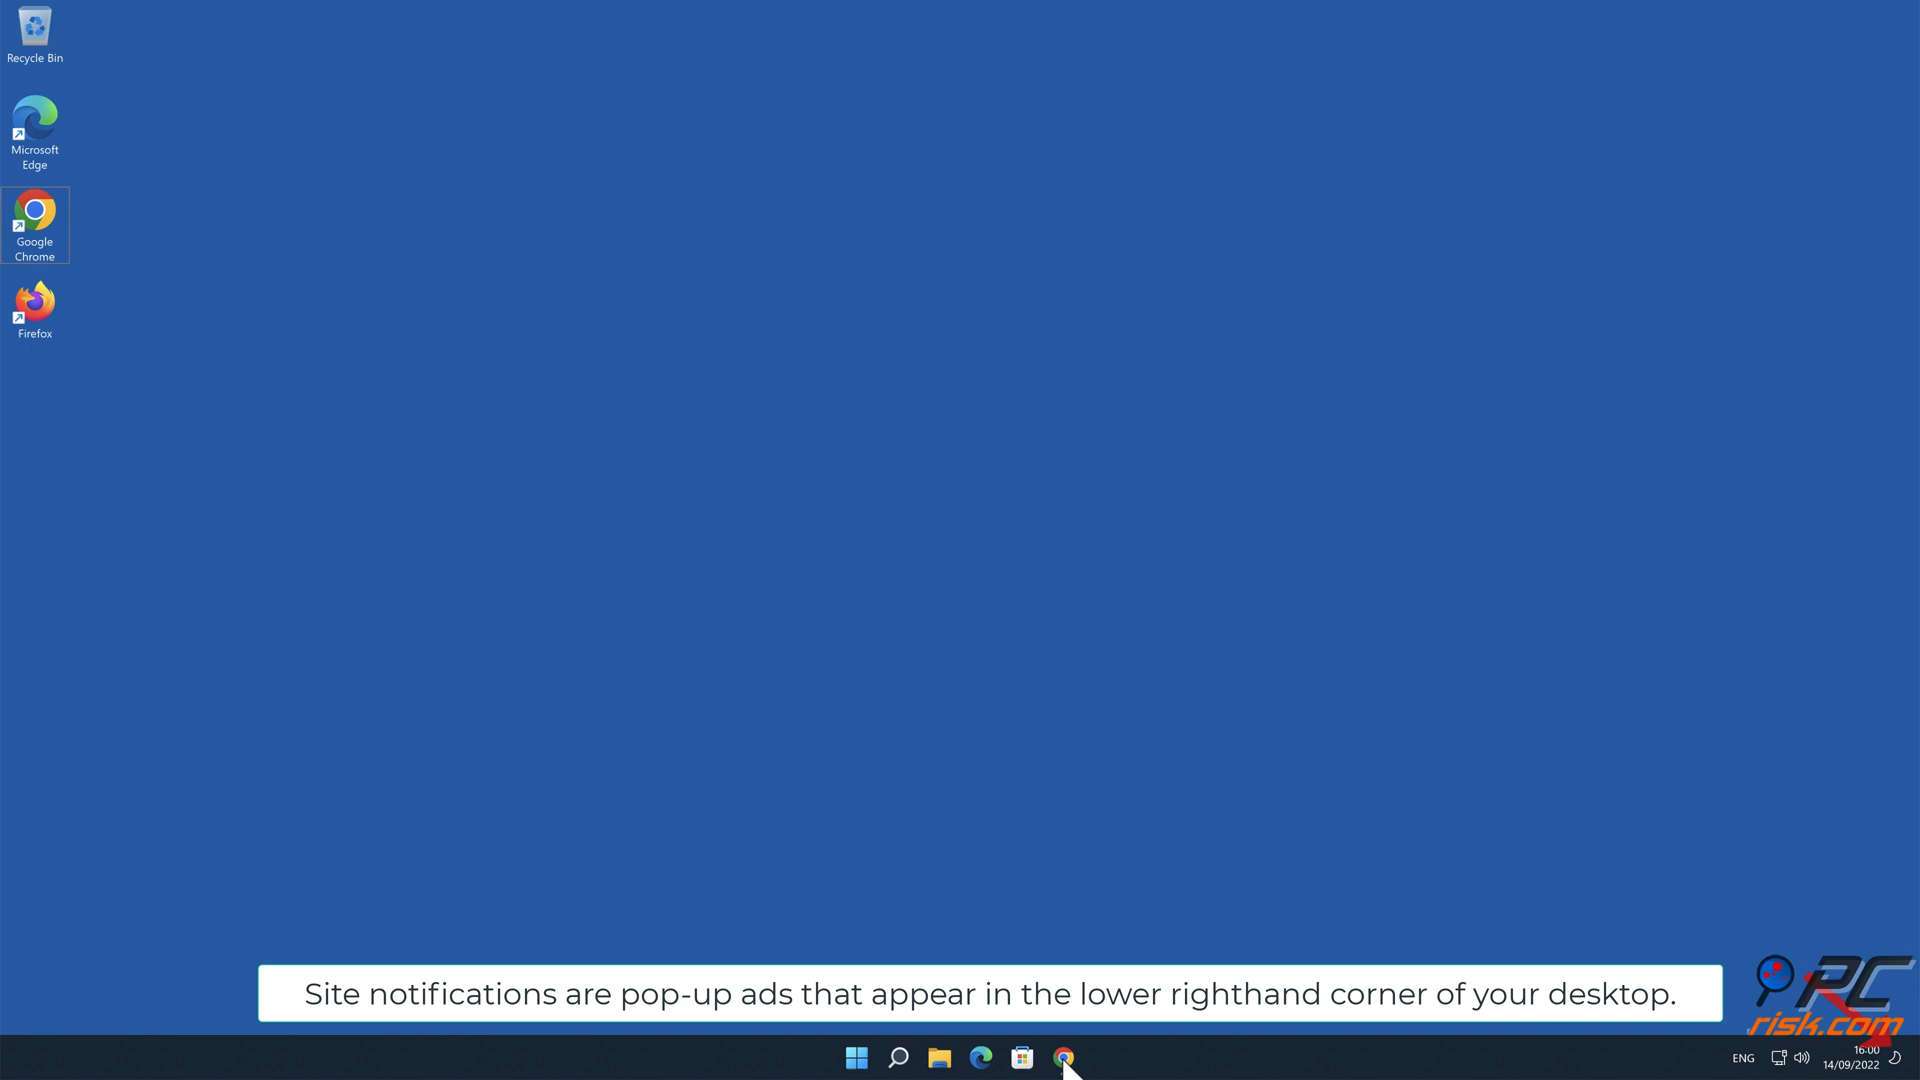 Recycle Bin
Microsoft
Edge
Google
Chrome
Firefox
Site notifications are pop-up ads that appear in the lower righthand corner of your desktop.
PC
risk.com
ENG
16:00
14/09/2022